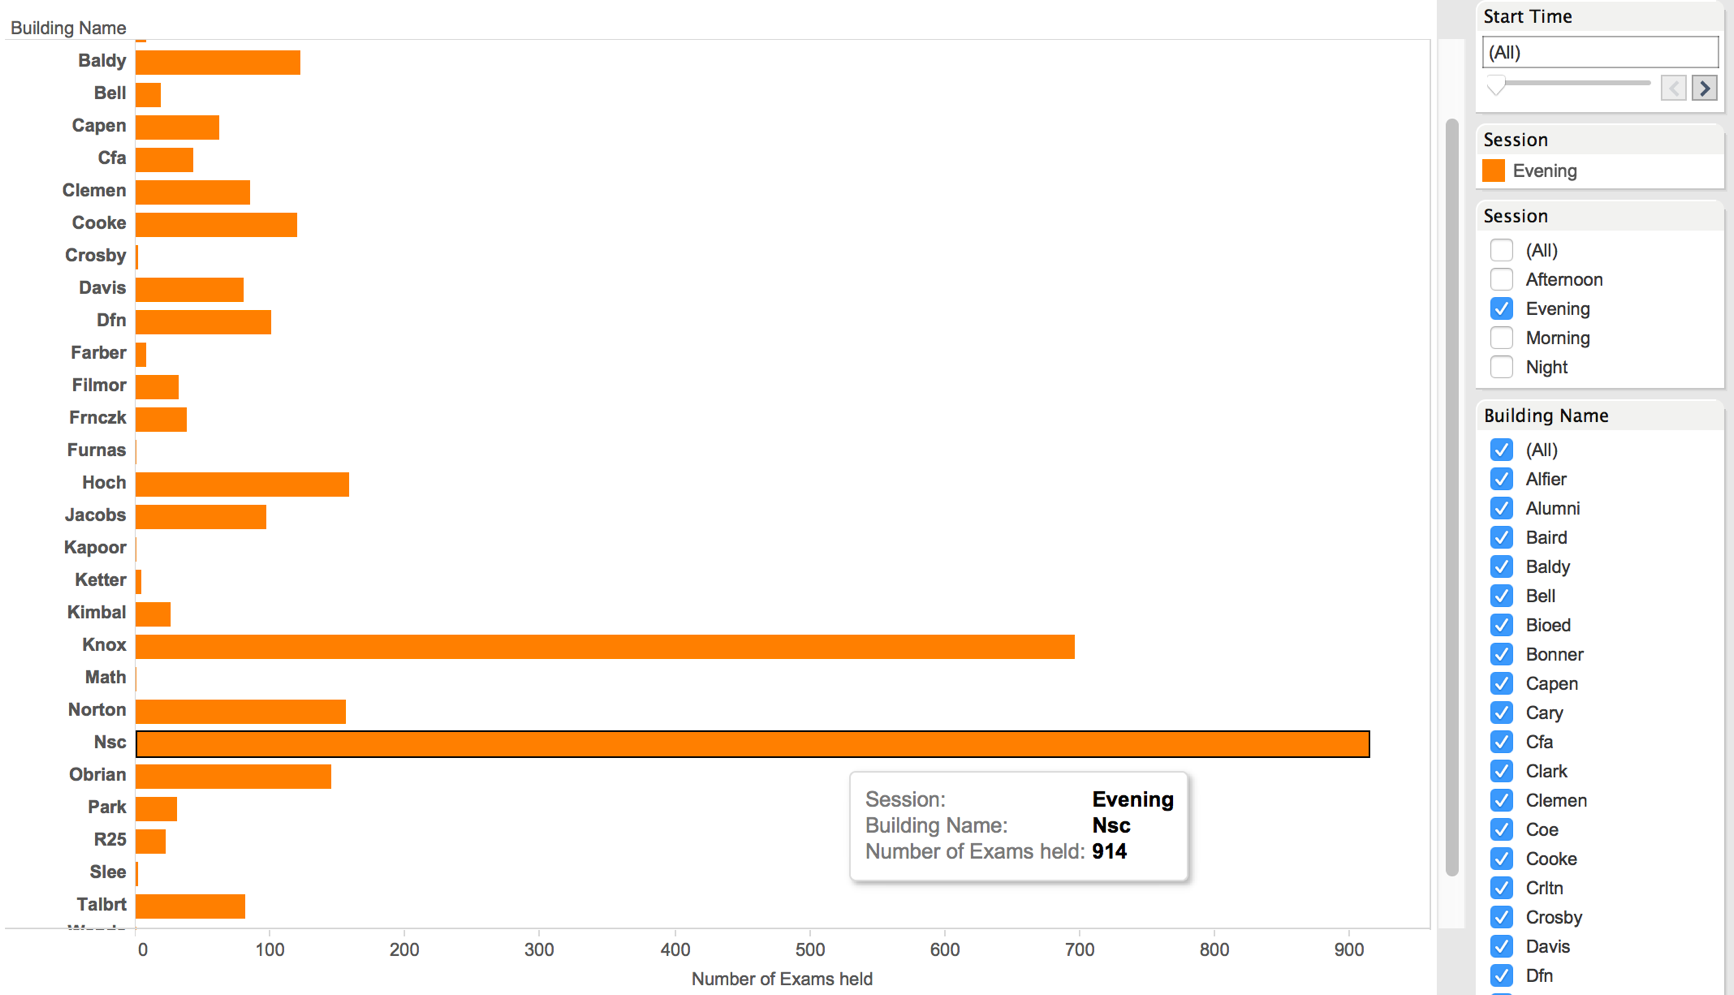 Building Name
Baldy
Bell
Capen
Cfa
Clemen
Cooke
Crosby
Davis
Dfn
Farber
Filmor
Frnczk
Furnas
Hoch
Jacobs
Kapoor
Ketter
Kimbal
Knox
Math
Norton
Nsc
Obrian
Park
R25
Slee
Talbrt
0 100 200 300 400 500 600 700 800 900
Number of Exams held
Session: Evening
Building Name: Nsc
Number of Exams held: 914
Start Time
(All)
Session
Evening
Session
(All)
Afternoon
Evening
Morning
Night
Building Name
(All)
Alfier
Alumni
Baird
Baldy
Bell
Bioed
Bonner
Capen
Cary
Cfa
Clark
Clemen
Coe
Cooke
Crltn
Crosby
Davis
Dfn